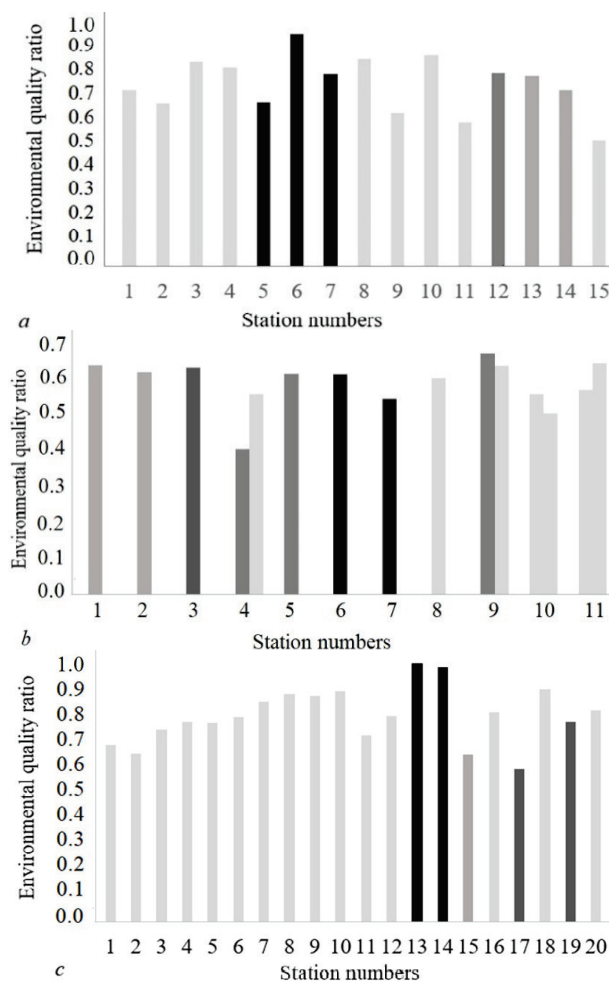 Environmental quality ratio
1.0
0.9
0.8
0.7
0.6
0.5
0.4
0.3
0.2
0.1
0.0
1 2 3 4 5 6 7 8 9 10 11 12 13 14 15
a
Station numbers
Environmental quality ratio
0.7
0.6
0.5
0.4
0.3
0.2
0.1
0.0
1 2 3 4 5 6 7 8 9 10 11
b
Station numbers
Environmental quality ratio
1.0
0.9
0.8
0.7
0.6
0.5
0.4
0.3
0.2
0.1
0.0
1 2 3 4 5 6 7 8 9 10 11 12 13 14 15 16 17 18 19 20
c
Station numbers